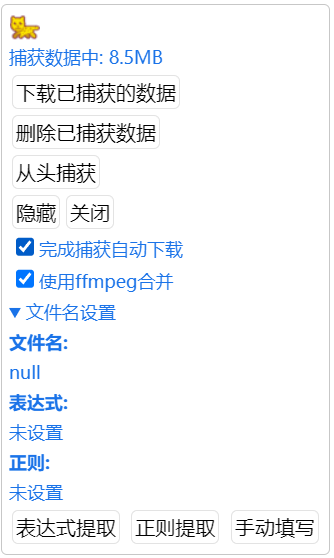 捕获数据中: 8.5MB
下载已捕获的数据
删除已捕获数据
从头捕获
隐藏 关闭
完成捕获自动下载
使用ffmpeg合并
▼ 文件名设置
文件名:
null
表达式:
未设置
正则:
未设置
表达式提取 正则提取 手动填写